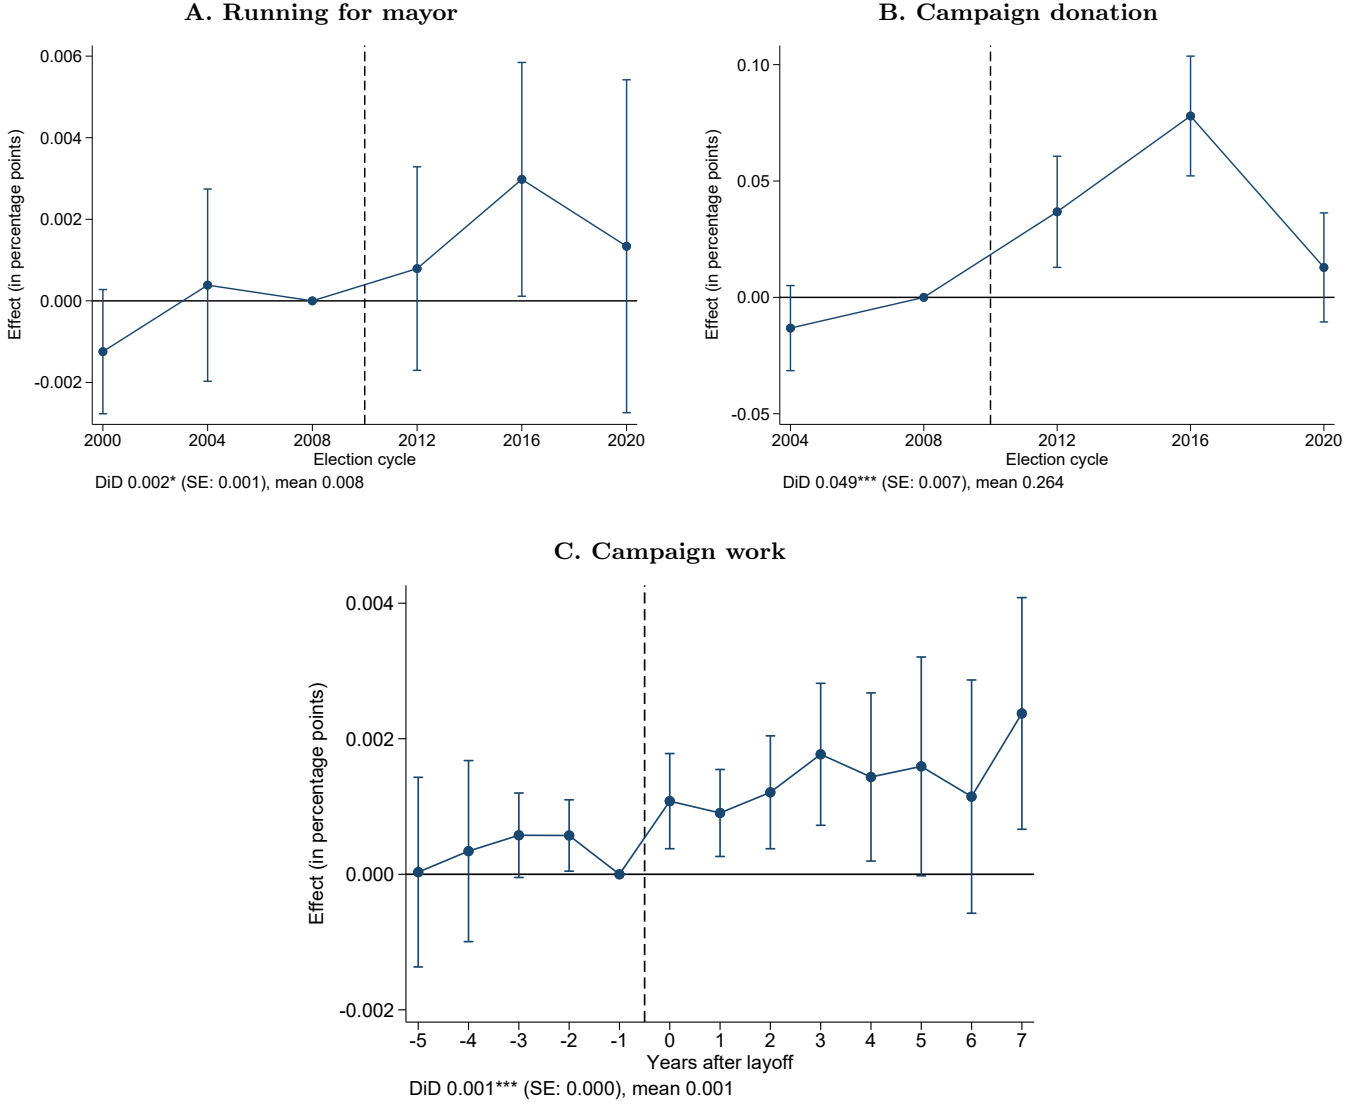 A. Running for mayor
Effect (in percentage points)
0.006
0.004
0.002
0.000
-0.002
2000 2004 2008 2012 2016 2020
Election cycle
DiD 0.002* (SE: 0.001), mean 0.008
B. Campaign donation
Effect (in percentage points)
0.10
0.05
0.00
-0.05
2004 2008 2012 2016 2020
Election cycle
DiD 0.049*** (SE: 0.007), mean 0.264
C. Campaign work
Effect (in percentage points)
0.004
0.002
0.000
-0.002
-5 -4 -3 -2 -1 0 1 2 3 4 5 6 7
Years after layoff
DiD 0.001*** (SE: 0.000), mean 0.001